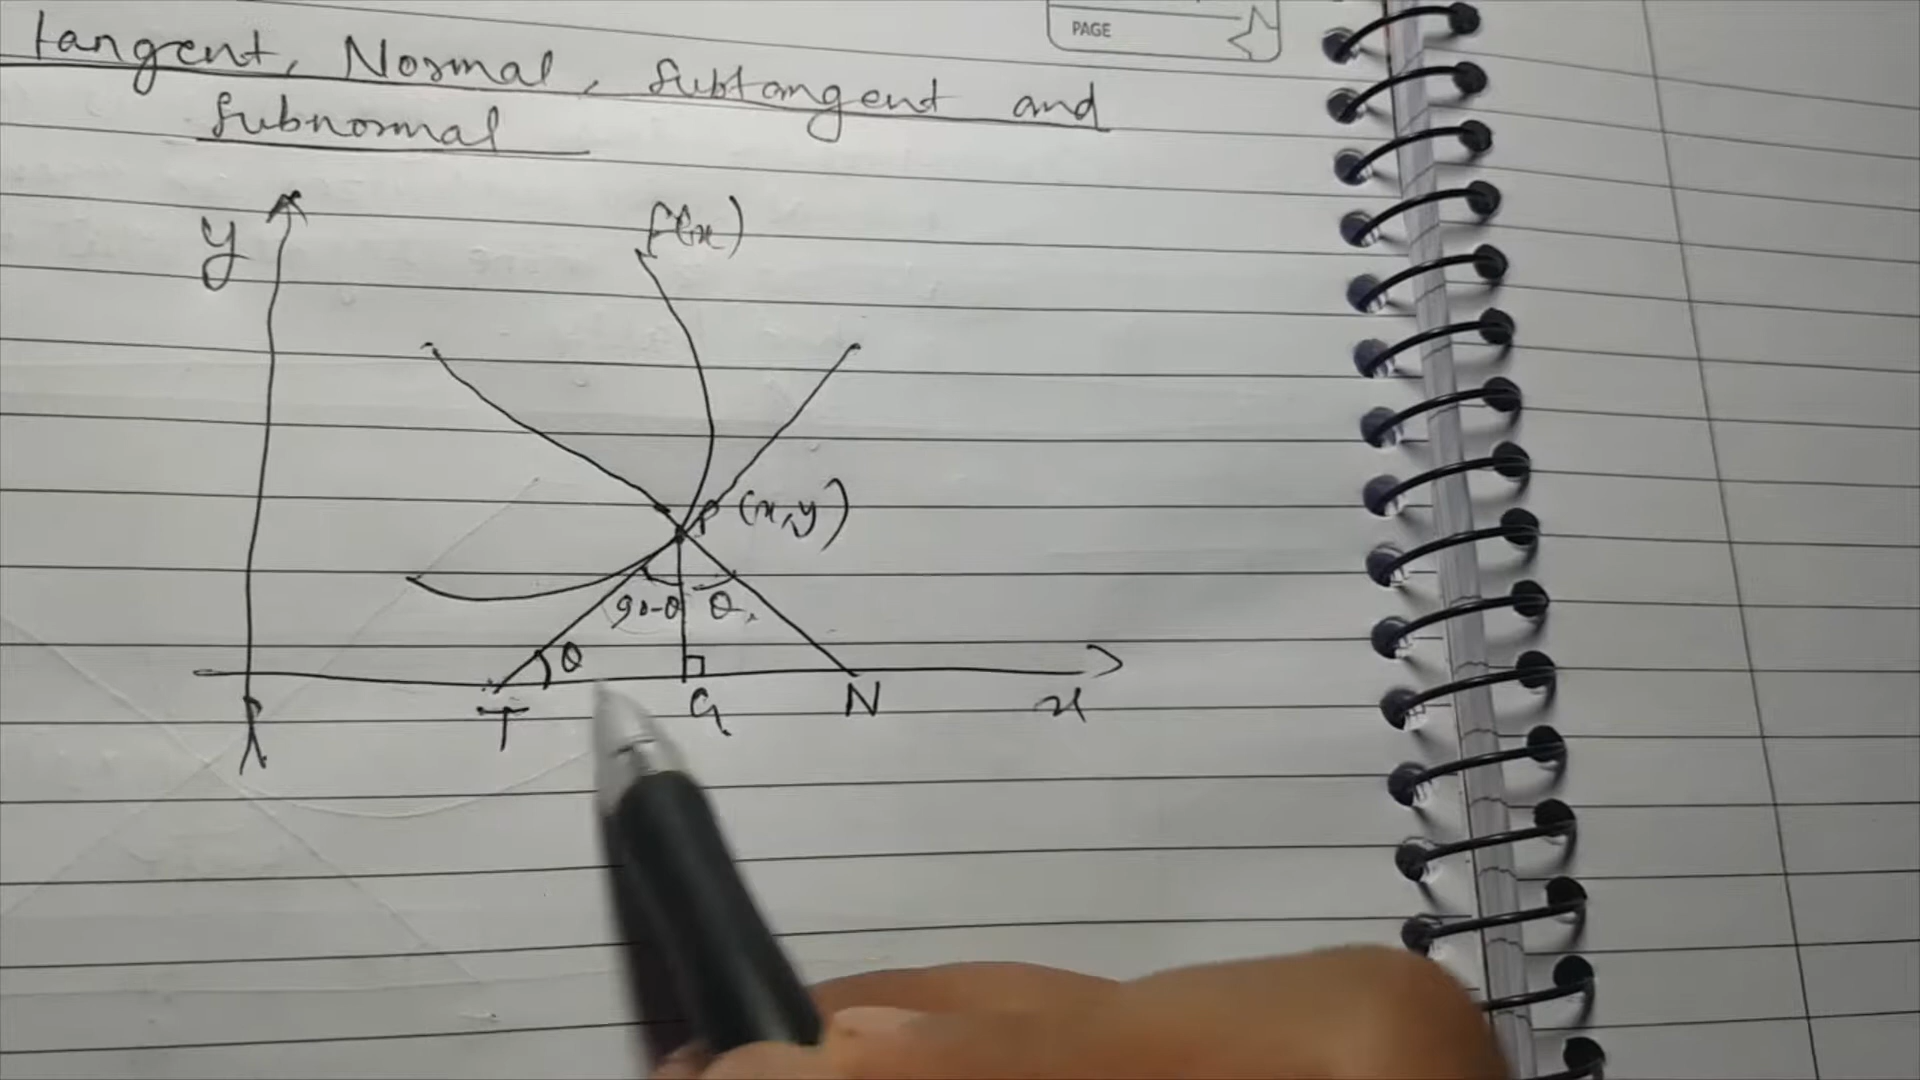 PAGE
tangent, Normal, Subtangent and
Subnormal
y
f(x)
P (x,y)
90-θ θ
θ
T G N x